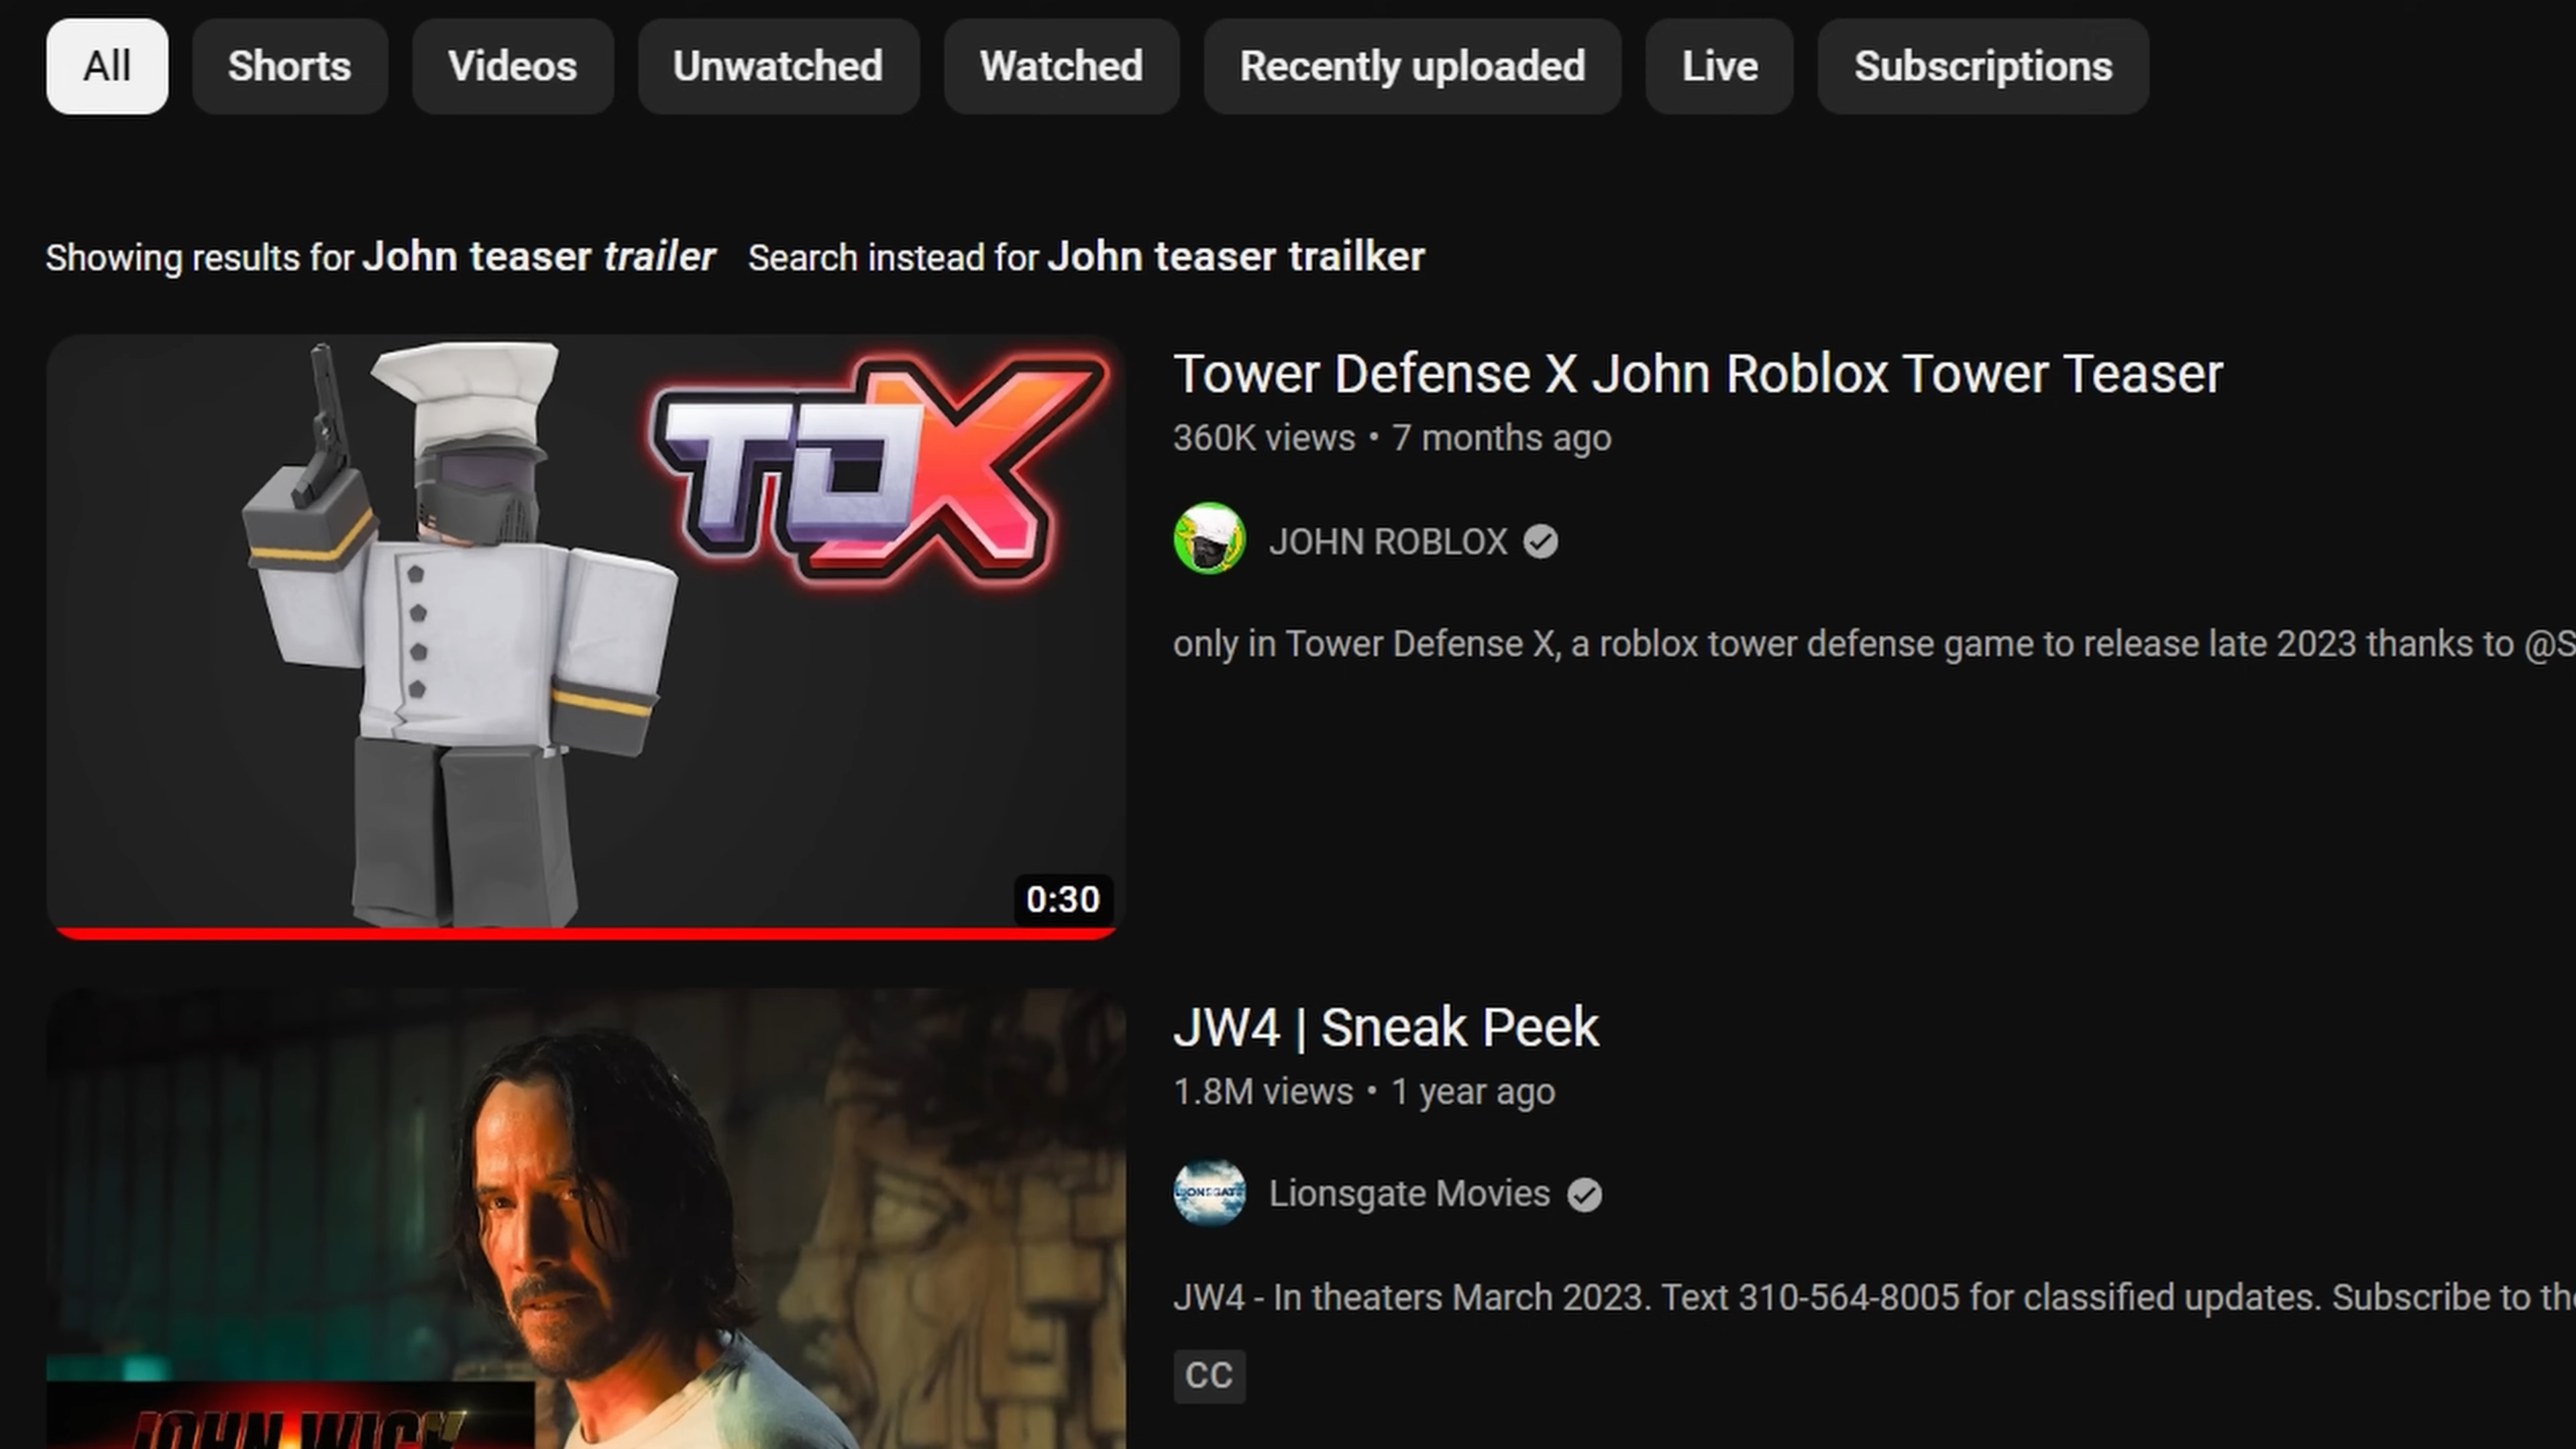 All Shorts Videos Unwatched Watched Recently uploaded Live Subscriptions
Showing results for John teaser trailer Search instead for John teaser trailker
TDX
0:30
Tower Defense X John Roblox Tower Teaser
360K views • 7 months ago
JOHN ROBLOX
only in Tower Defense X, a roblox tower defense game to release late 2023 thanks to @S
JOHN WICK
JW4 | Sneak Peek
1.8M views • 1 year ago
LIONSGATE
Lionsgate Movies
JW4 - In theaters March 2023. Text 310-564-8005 for classified updates. Subscribe to the
CC